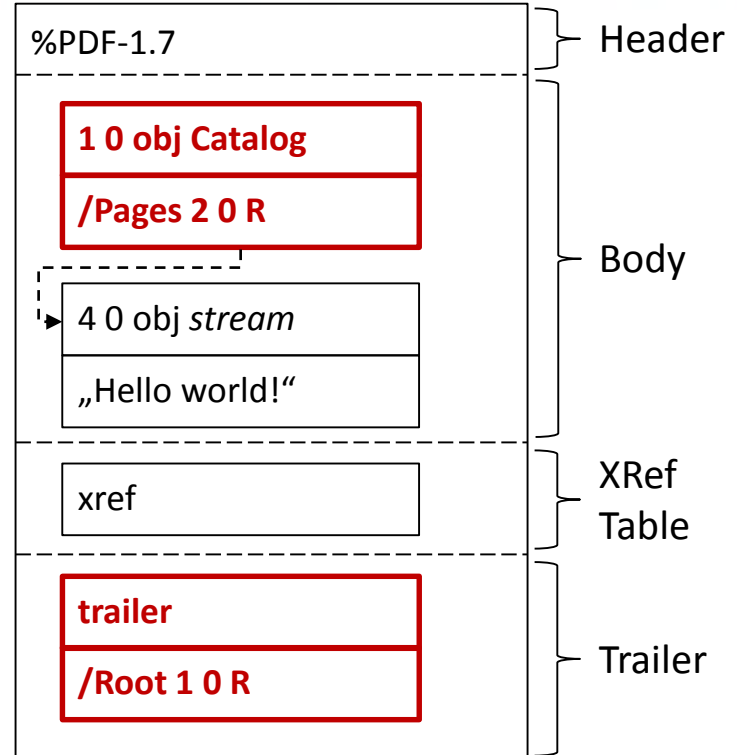 %PDF-1.7
Header
1 0 obj Catalog
/Pages 2 0 R
Body
4 0 obj stream
„Hello world!“
xref
XRef
Table
trailer
/Root 1 0 R
Trailer